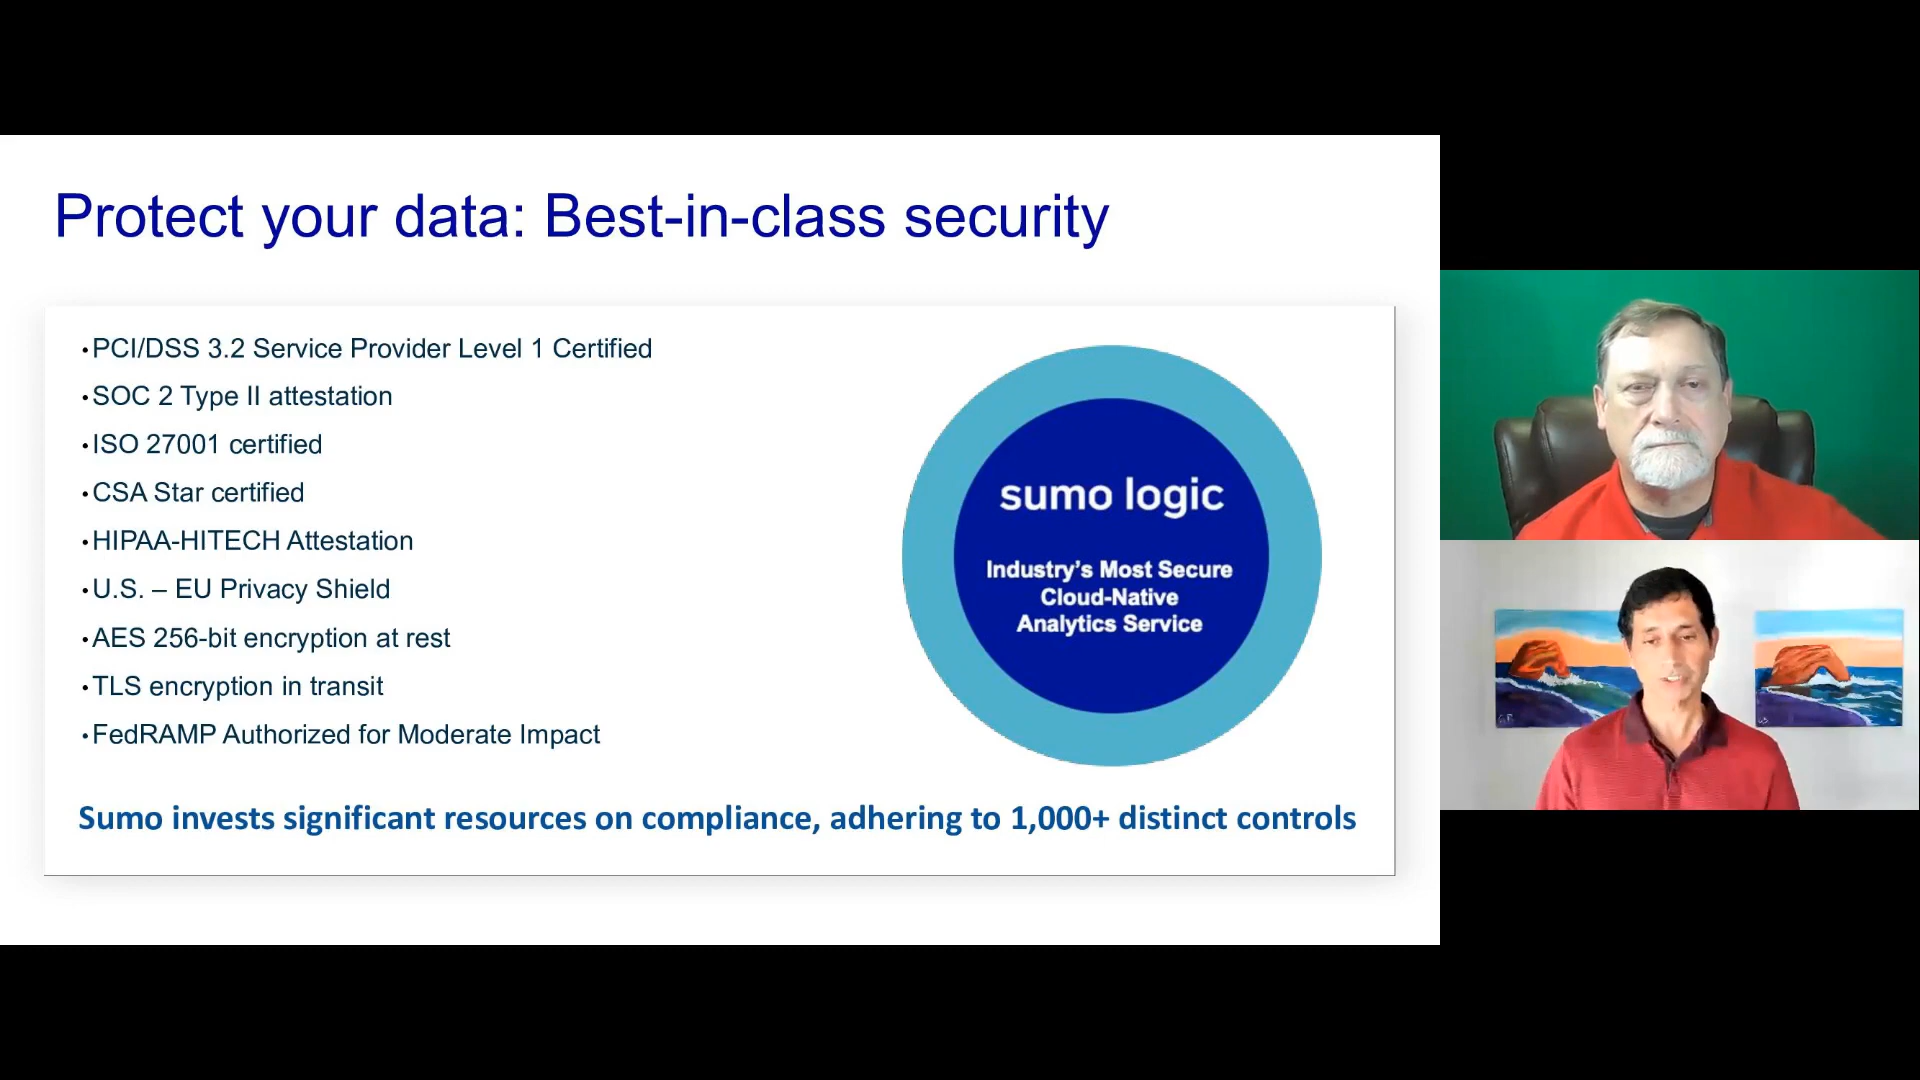 Protect your data: Best-in-class security
•PCI/DSS 3.2 Service Provider Level 1 Certified
•SOC 2 Type II attestation
•ISO 27001 certified
•CSA Star certified
•HIPAA-HITECH Attestation
•U.S. – EU Privacy Shield
•AES 256-bit encryption at rest
•TLS encryption in transit
•FedRAMP Authorized for Moderate Impact
sumo logic
Industry’s Most Secure
Cloud-Native
Analytics Service
Sumo invests significant resources on compliance, adhering to 1,000+ distinct controls